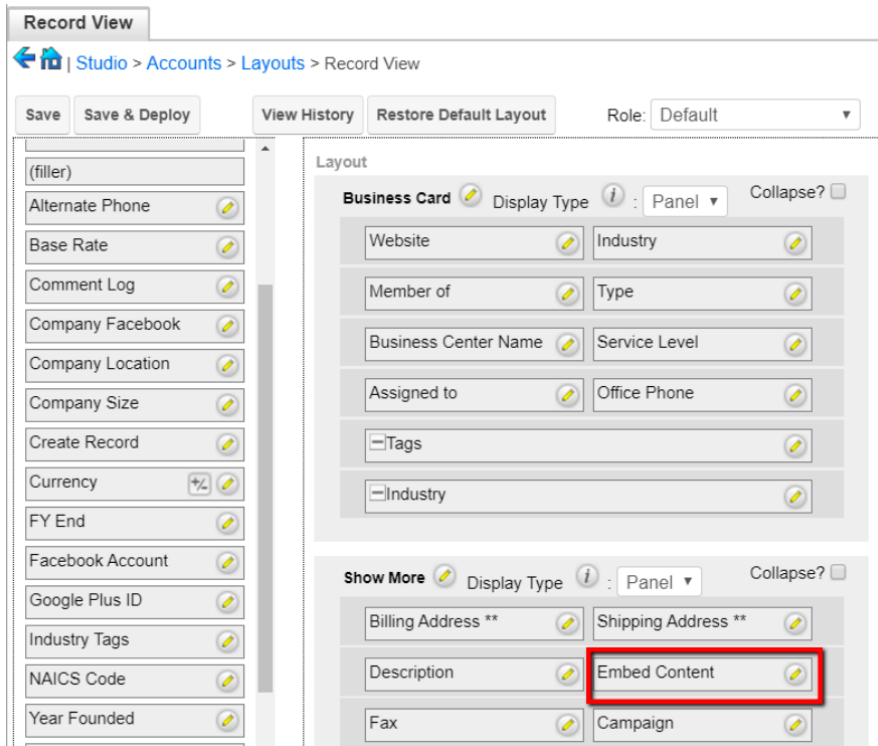 Record View
| Studio > Accounts > Layouts > Record View
Save Save & Deploy View History Restore Default Layout Role: Default
(filler)
Alternate Phone
Base Rate
Comment Log
Company Facebook
Company Location
Company Size
Create Record
Currency +/-
FY End
Facebook Account
Google Plus ID
Industry Tags
NAICS Code
Year Founded
Layout
Business Card Display Type i : Panel Collapse?
Website Industry
Member of Type
Business Center Name Service Level
Assigned to Office Phone
Tags
Industry
Show More Display Type i : Panel Collapse?
Billing Address ** Shipping Address **
Description Embed Content
Fax Campaign